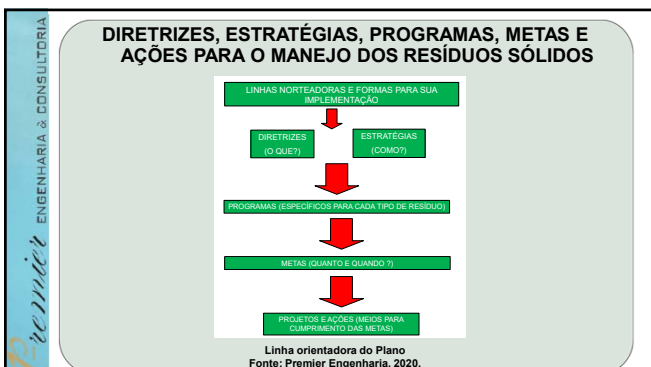 DIRETRIZES, ESTRATÉGIAS, PROGRAMAS, METAS E
AÇÕES PARA O MANEJO DOS RESÍDUOS SÓLIDOS
LINHAS NORTEADORAS E FORMAS PARA SUA
IMPLEMENTAÇÃO
DIRETRIZES
(O QUE?)
ESTRATÉGIAS
(COMO?)
PROGRAMAS (ESPECÍFICOS PARA CADA TIPO DE RESÍDUO)
METAS (QUANTO E QUANDO ?)
PROJETOS E AÇÕES (MEIOS PARA
CUMPRIMENTO DAS METAS)
Linha orientadora do Plano
Fonte: Premier Engenharia, 2020.
Premier ENGENHARIA & CONSULTORIA